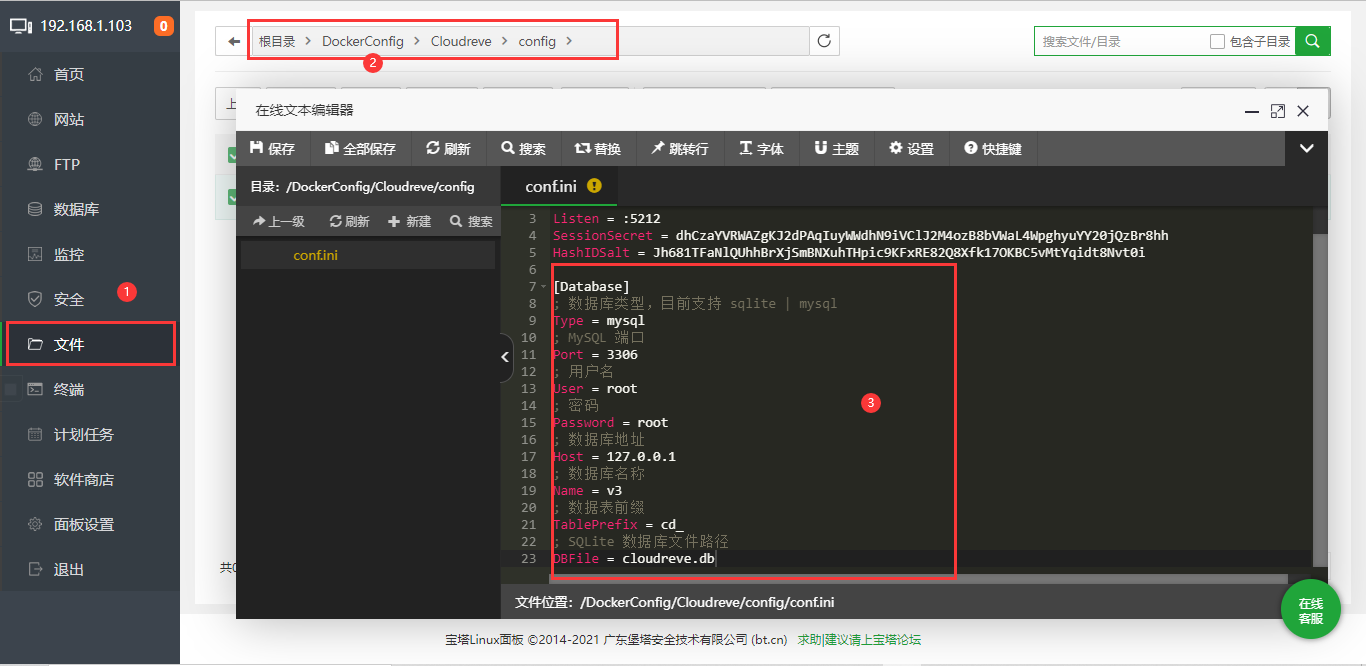 192.168.1.103 0
首页
网站
FTP
数据库
监控
安全
1
文件
终端
计划任务
软件商店
面板设置
退出
根目录 DockerConfig Cloudreve config
2
搜索文件/目录 包含子目录
上
在线文本编辑器
保存 全部保存 刷新 搜索 替换 跳转行 字体 主题 设置 快捷键
目录：/DockerConfig/Cloudreve/config
上一级 刷新 新建 搜索
conf.ini
conf.ini
3 Listen = :5212
4 SessionSecret = dhCzaYVRWAZgKJ2dPAqIuyWWdhN9iVClJ2M4ozB8bVWaL4WpghyuYY20jQzBr8hh
5 HashIDSalt = Jh681TFaNlQUhhBrXjSmBNXuhTHpic9KFxRE82Q8Xfk17OKBC5vMtYqidt8Nvt0i
6
7 [Database]
8 ; 数据库类型，目前支持 sqlite | mysql
9 Type = mysql
10 ; MySQL 端口
11 Port = 3306
12 ; 用户名
13 User = root
14 ; 密码
15 Password = root
16 ; 数据库地址
17 Host = 127.0.0.1
18 ; 数据库名称
19 Name = v3
20 ; 数据表前缀
21 TablePrefix = cd_
22 ; SQLite 数据库文件路径
23 DBFile = cloudreve.db
3
文件位置：/DockerConfig/Cloudreve/config/conf.ini
共
在线
客服
宝塔Linux面板 ©2014-2021 广东堡塔安全技术有限公司 (bt.cn) 求助|建议请上宝塔论坛